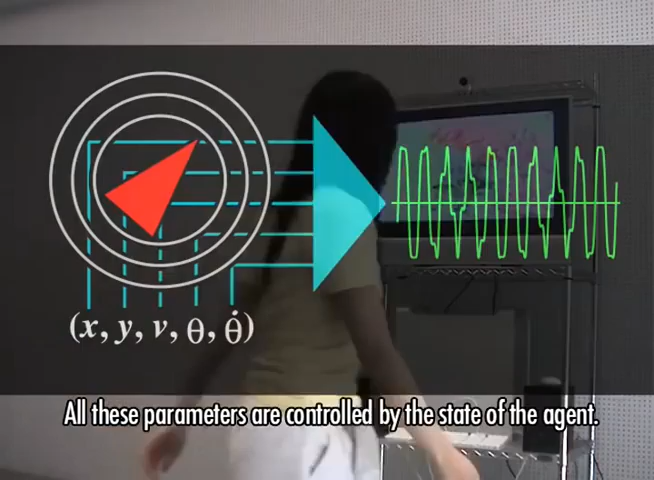 (x, y, v, θ, θ̇)
All these parameters are controlled by the state of the agent.